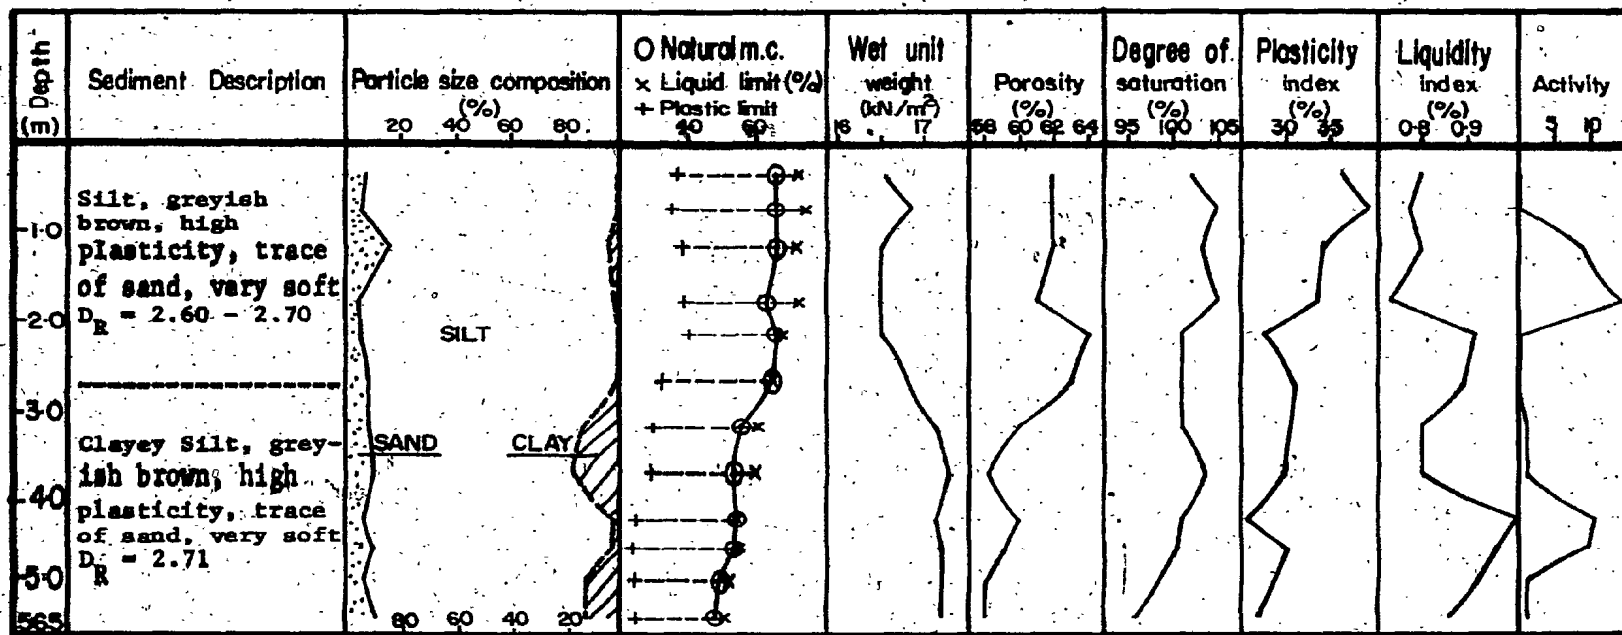 Depth
(m)
Sediment Description
Particle size composition
(%)
20 40 60 80
O Natural m.c.
x Liquid limit (%)
+ Plastic limit
40 60
Wet unit
weight
(kN/m²)
16 17
Porosity
(%)
58 60 62 64
Degree of
saturation
(%)
95 100 105
Plasticity
index
(%)
30 35
Liquidity
index
(%)
0·8 0·9
Activity
5 10
-1·0
-2·0
-3·0
-4·0
-5·0
565
Silt, greyish
brown, high
plasticity, trace
of sand, very soft
D_R = 2.60 - 2.70
Clayey Silt, grey-
ish brown, high
plasticity, trace
of sand, very soft
D_R = 2.71
SILT
SAND
CLAY
80 60 40 20